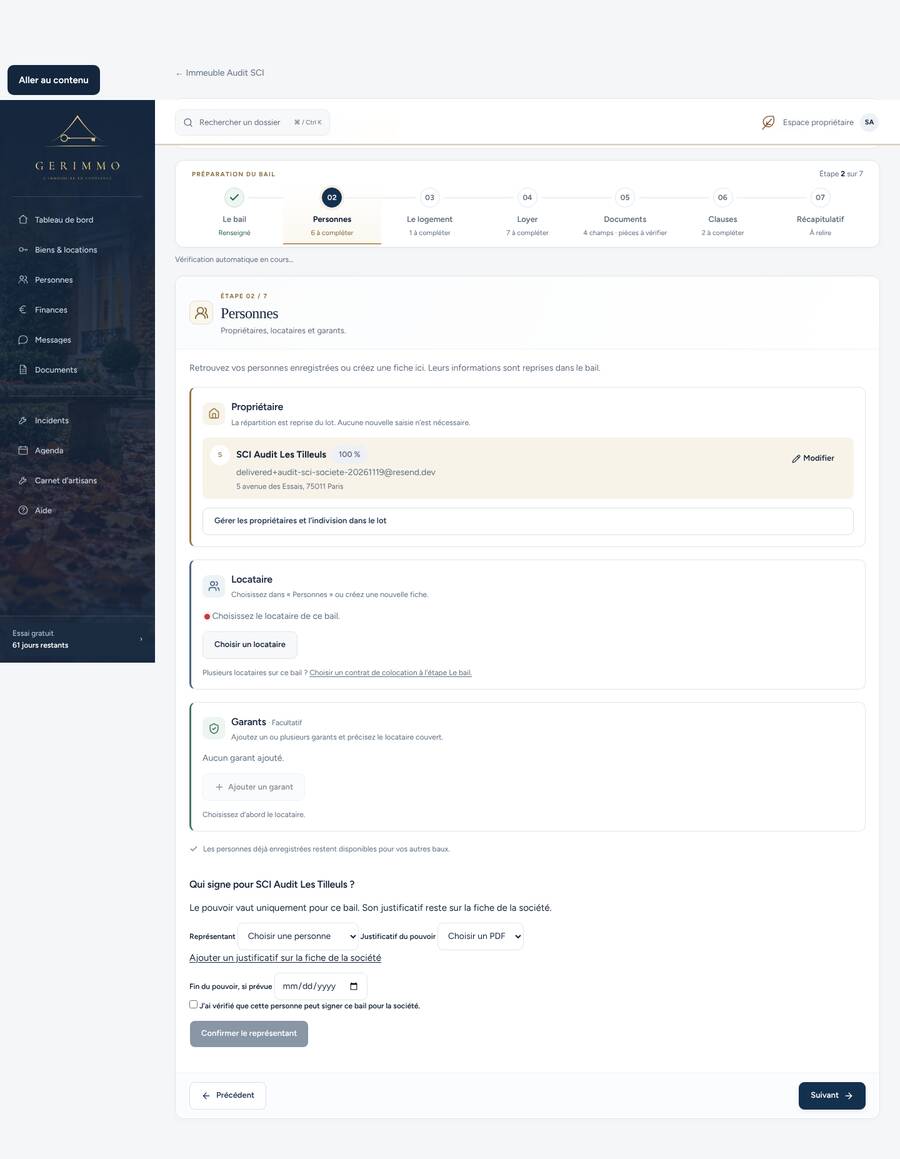 ← Immeuble Audit SCI
Aller au contenu
GERIMMO
Rechercher un dossier
⌘ / Ctrl K
Espace propriétaire
SA
Tableau de bord
Biens & locations
Personnes
Finances
Messages
Documents
Incidents
Agenda
Carnet d'artisans
Aide
Essai gratuit
61 jours restants
›
PRÉPARATION DU BAIL
Étape 2 sur 7
Le bail
Renseigné
02
Personnes
6 à compléter
03
Le logement
1 à compléter
04
Loyer
7 à compléter
05
Documents
4 champs · pièces à vérifier
06
Clauses
2 à compléter
07
Récapitulatif
À relire
Vérification automatique en cours…
ÉTAPE 02 / 7
Personnes
Propriétaires, locataires et garants.
Retrouvez vos personnes enregistrées ou créez une fiche ici. Leurs informations sont reprises dans le bail.
Propriétaire
La répartition est reprise du lot. Aucune nouvelle saisie n'est nécessaire.
S
SCI Audit Les Tilleuls 100 %
delivered+audit-sci-societe-20261119@resend.dev
5 avenue des Essais, 75011 Paris
Modifier
Gérer les propriétaires et l'indivision dans le lot
Locataire
Choisissez dans « Personnes » ou créez une nouvelle fiche.
Choisissez le locataire de ce bail.
Choisir un locataire
Plusieurs locataires sur ce bail ? Choisir un contrat de colocation à l'étape Le bail.
Garants · Facultatif
Ajoutez un ou plusieurs garants et précisez le locataire couvert.
Aucun garant ajouté.
+ Ajouter un garant
Choisissez d'abord le locataire.
Les personnes déjà enregistrées restent disponibles pour vos autres baux.
Qui signe pour SCI Audit Les Tilleuls ?
Le pouvoir vaut uniquement pour ce bail. Son justificatif reste sur la fiche de la société.
Représentant Choisir une personne Justificatif du pouvoir Choisir un PDF
Ajouter un justificatif sur la fiche de la société
Fin du pouvoir, si prévue mm/dd/yyyy
J'ai vérifié que cette personne peut signer ce bail pour la société.
Confirmer le représentant
← Précédent
Suivant →